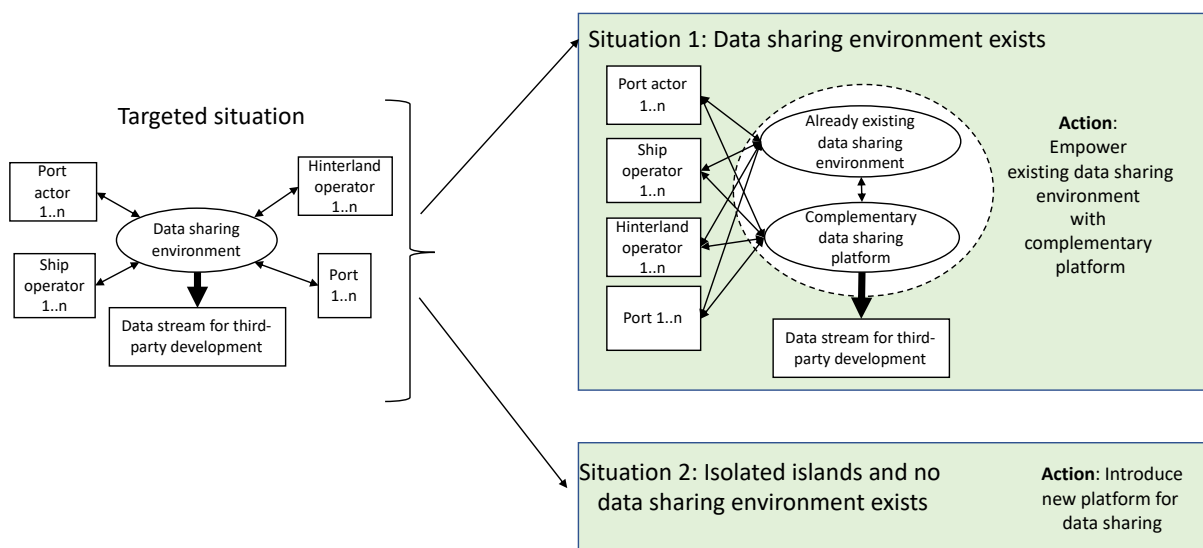 Targeted situation
Port
actor
1..n
Hinterland
operator
1..n
Data sharing
environment
Ship
operator
1..n
Port
1..n
Data stream for third-
party development
Situation 1: Data sharing environment exists
Port actor
1..n
Ship
operator
1..n
Hinterland
operator
1..n
Port 1..n
Already existing
data sharing
environment
Complementary
data sharing
platform
Data stream for third-
party development
Action:
Empower
existing data sharing
environment
with
complementary
platform
Situation 2: Isolated islands and no
data sharing environment exists
Action: Introduce
new platform for
data sharing